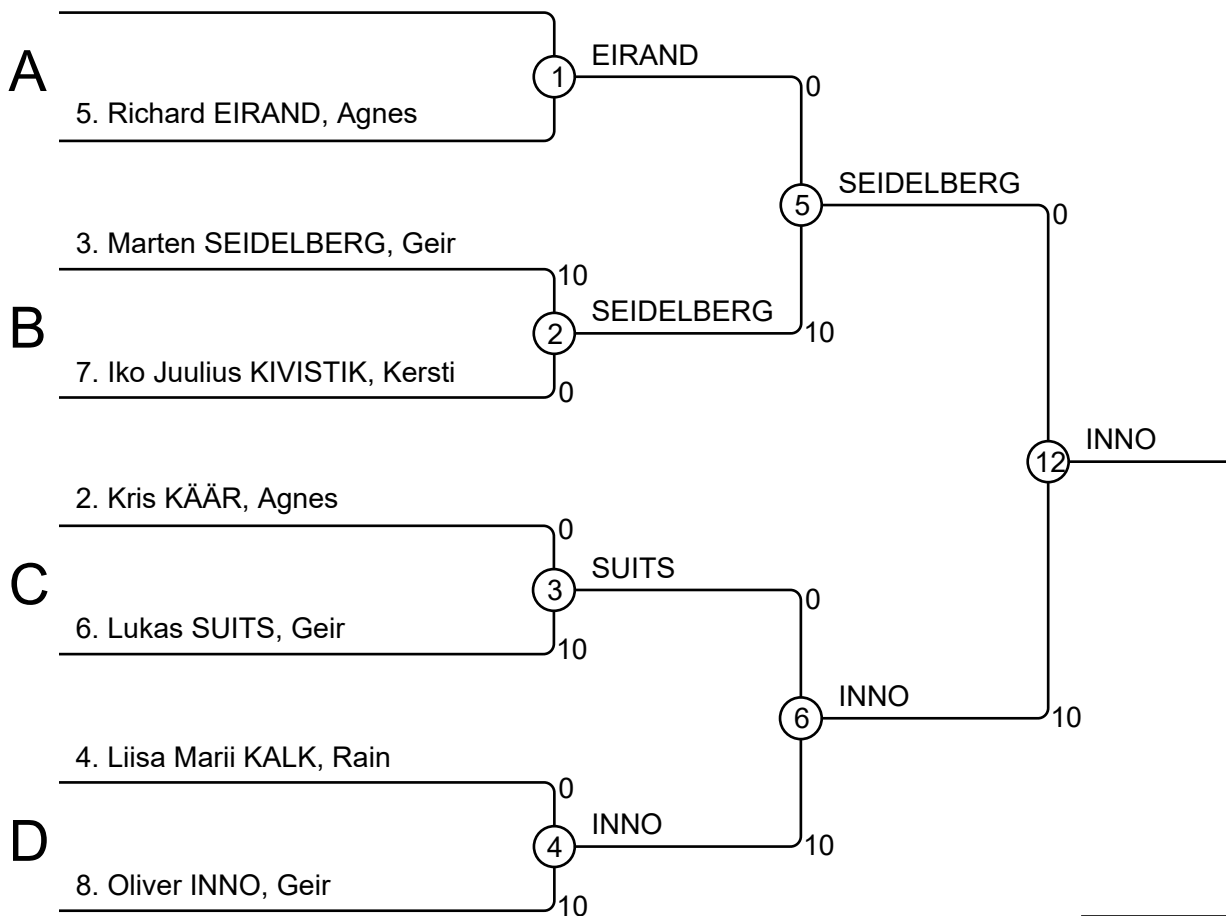 A
1
EIRAND
0
5. Richard EIRAND, Agnes
5
SEIDELBERG
0
3. Marten SEIDELBERG, Geir
10
B
2
SEIDELBERG
10
7. Iko Juulius KIVISTIK, Kersti
0
12
INNO
2. Kris KÄÄR, Agnes
0
C
3
SUITS
0
6. Lukas SUITS, Geir
10
6
INNO
10
4. Liisa Marii KALK, Rain
0
D
4
INNO
10
8. Oliver INNO, Geir
10